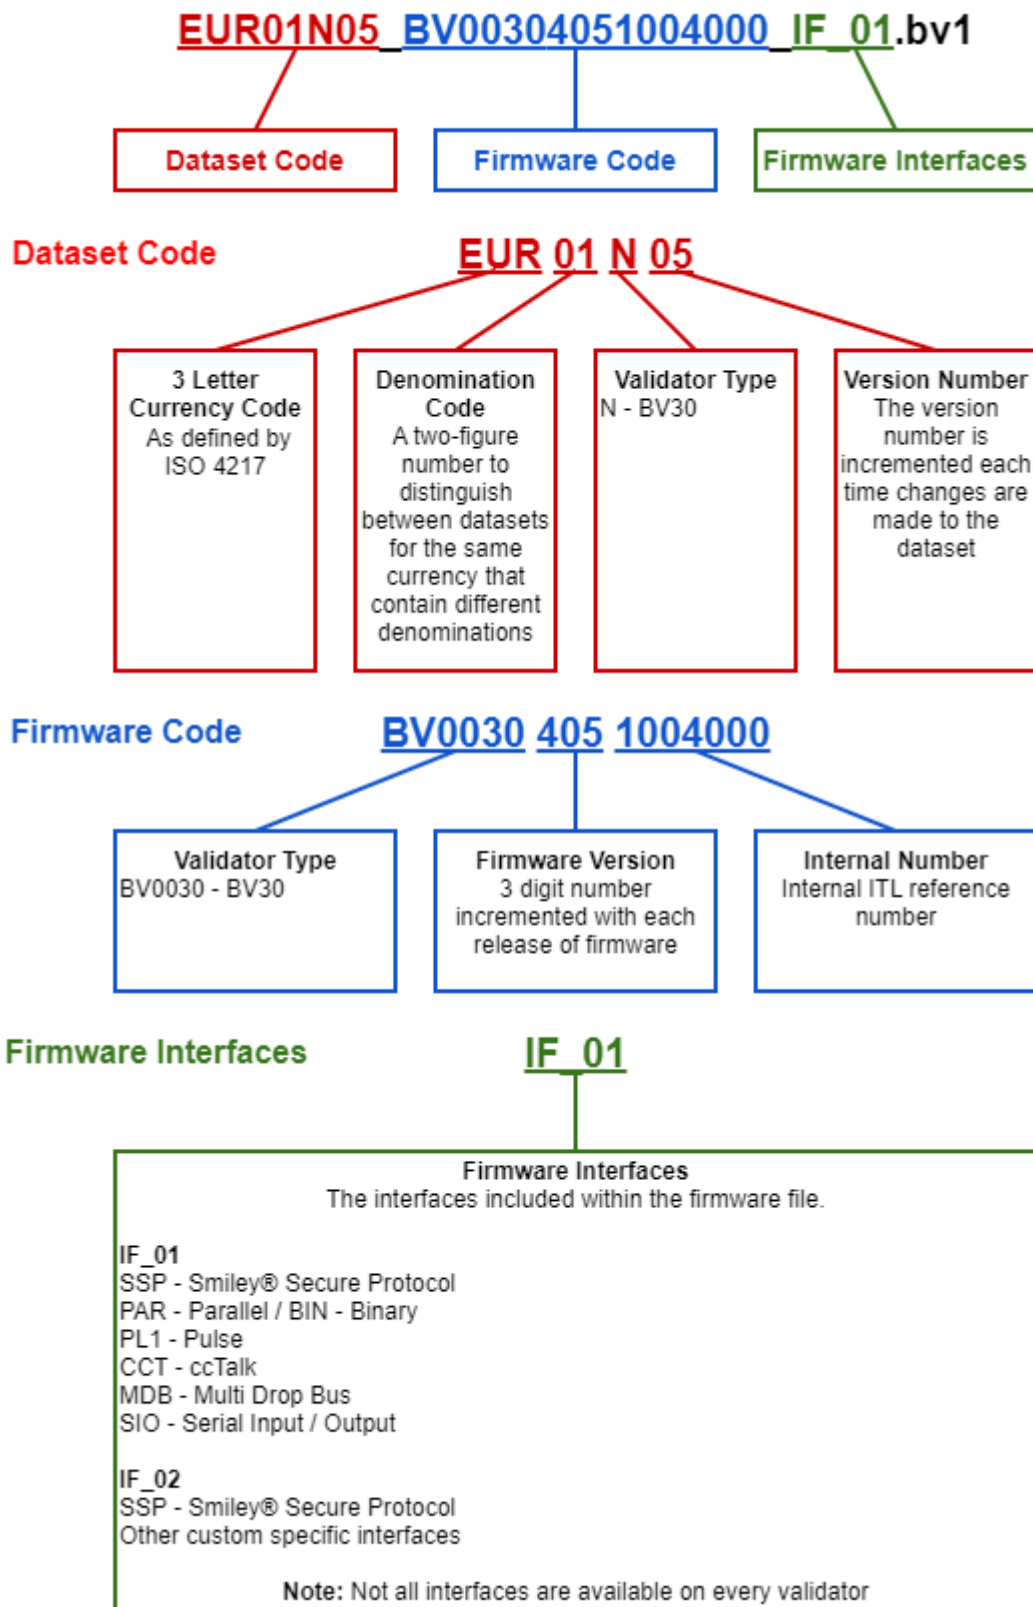 EUR01N05_BV00304051004000_IF_01.bv1
Dataset Code
Firmware Code
Firmware Interfaces
Dataset Code
EUR 01 N 05
3 Letter
Currency Code
As defined by
ISO 4217
Denomination
Code
A two-figure
number to
distinguish
between datasets
for the same
currency that
contain different
denominations
Validator Type
N - BV30
Version Number
The version
number is
incremented each
time changes are
made to the
dataset
Firmware Code
BV0030 405 1004000
Validator Type
BV0030 - BV30
Firmware Version
3 digit number
incremented with each
release of firmware
Internal Number
Internal ITL reference
number
Firmware Interfaces
IF_01
Firmware Interfaces
The interfaces included within the firmware file.
IF_01
SSP - Smiley® Secure Protocol
PAR - Parallel / BIN - Binary
PL1 - Pulse
CCT - ccTalk
MDB - Multi Drop Bus
SIO - Serial Input / Output
IF_02
SSP - Smiley® Secure Protocol
Other custom specific interfaces
Note: Not all interfaces are available on every validator